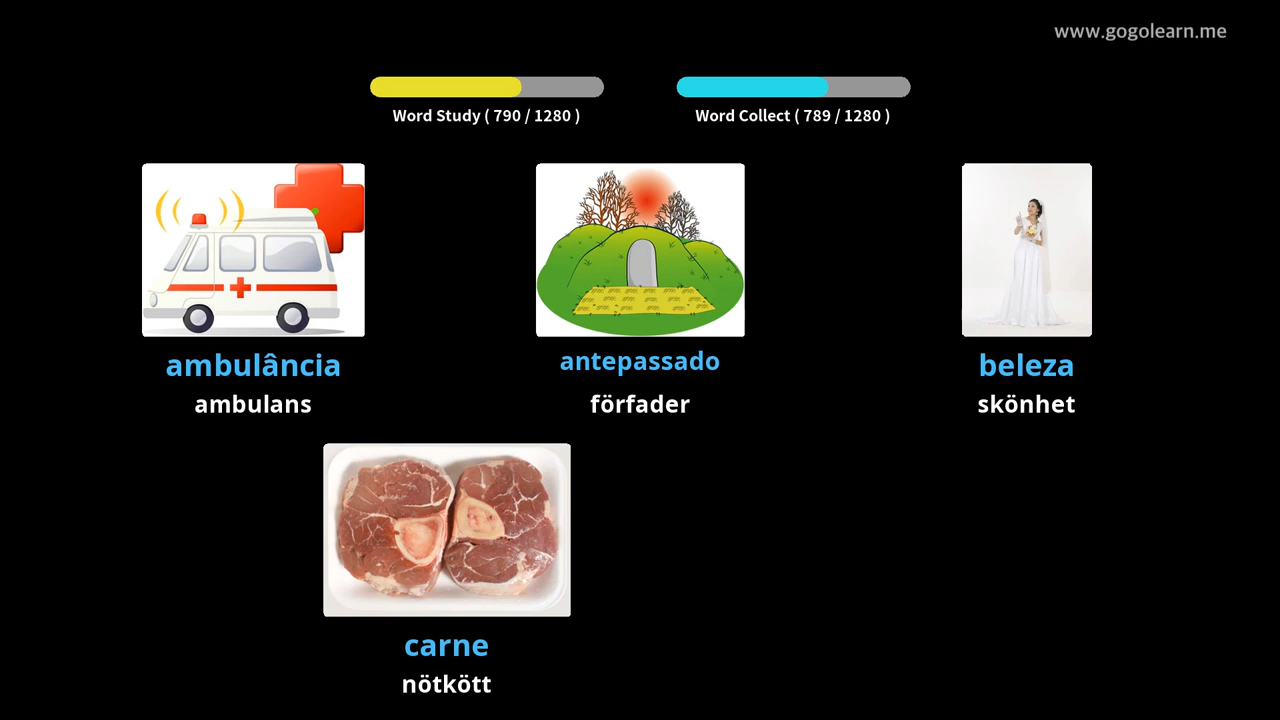 www.gogolearn.me
Word Study ( 790 / 1280 )
Word Collect ( 789 / 1280 )
ambulância
ambulans
antepassado
förfader
beleza
skönhet
carne
nötkött